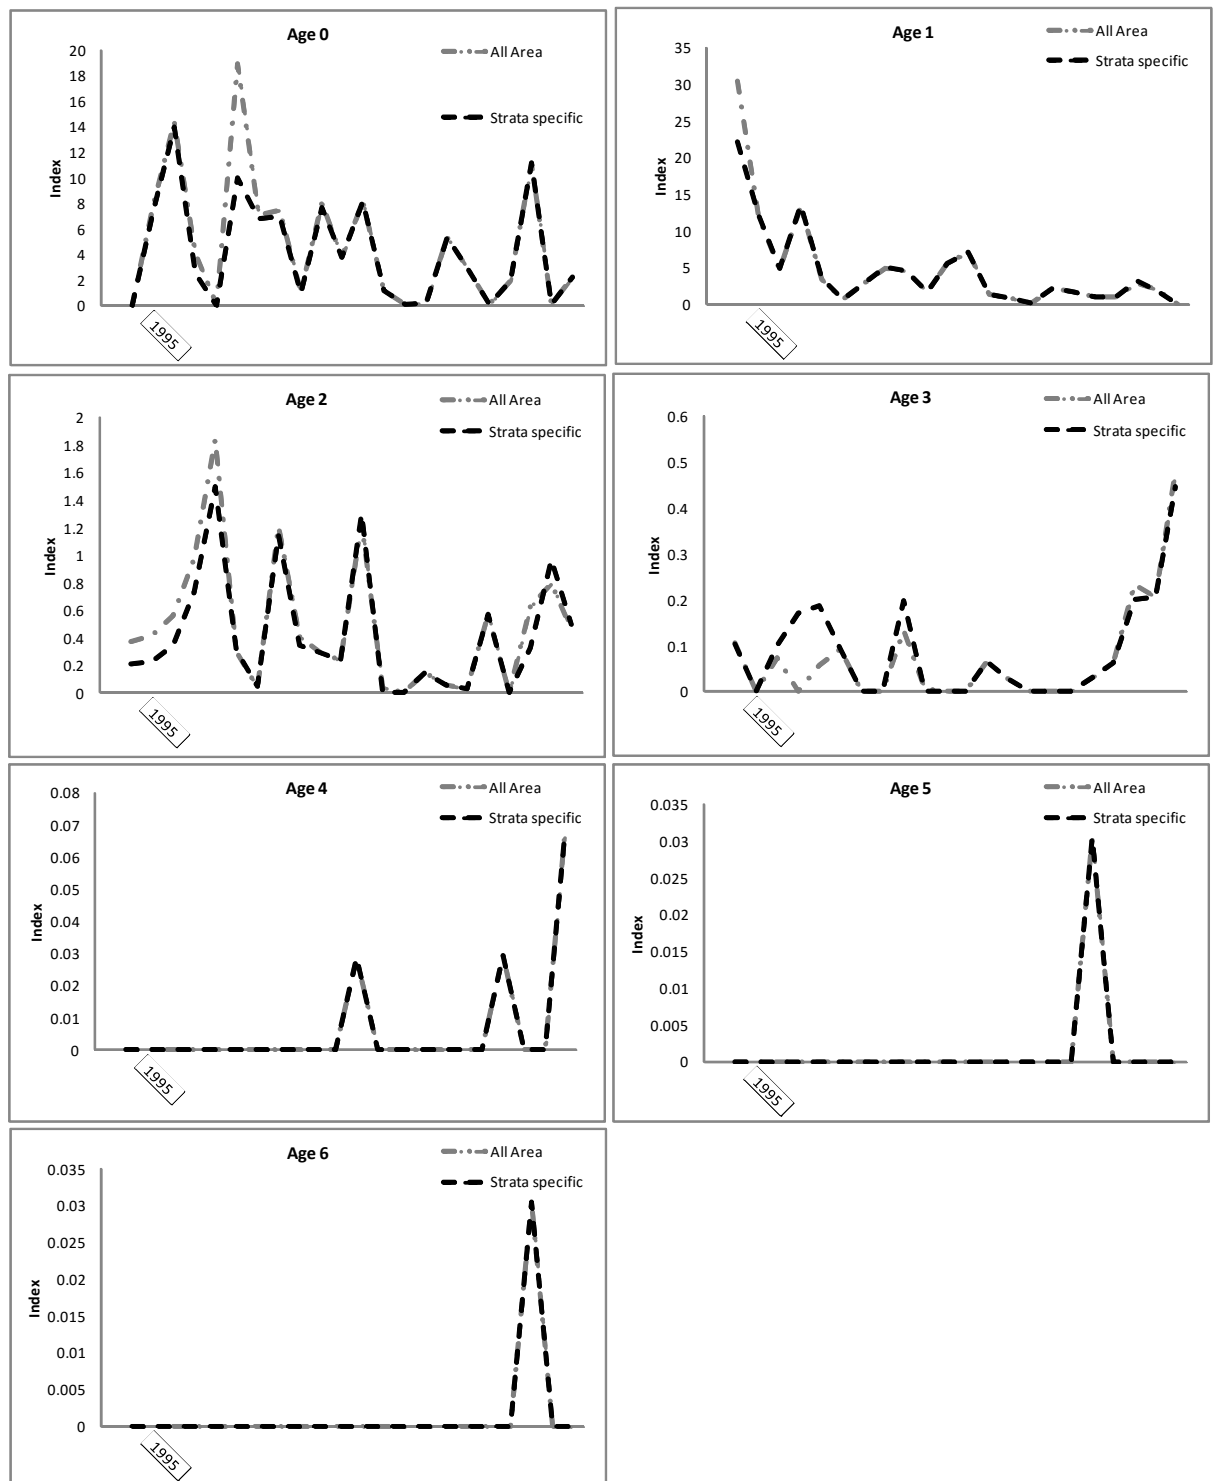 Age 0
All Area
Strata specific
Index
20
18
16
14
12
10
8
6
4
2
0
1995
Age 1
All Area
Strata specific
Index
35
30
25
20
15
10
5
0
1995
Age 2
All Area
Strata specific
Index
2
1.8
1.6
1.4
1.2
1
0.8
0.6
0.4
0.2
0
1995
Age 3
All Area
Strata specific
Index
0.6
0.5
0.4
0.3
0.2
0.1
0
1995
Age 4
All Area
Strata specific
Index
0.08
0.07
0.06
0.05
0.04
0.03
0.02
0.01
0
1995
Age 5
All Area
Strata specific
Index
0.035
0.03
0.025
0.02
0.015
0.01
0.005
0
1995
Age 6
All Area
Strata specific
Index
0.035
0.03
0.025
0.02
0.015
0.01
0.005
0
1995